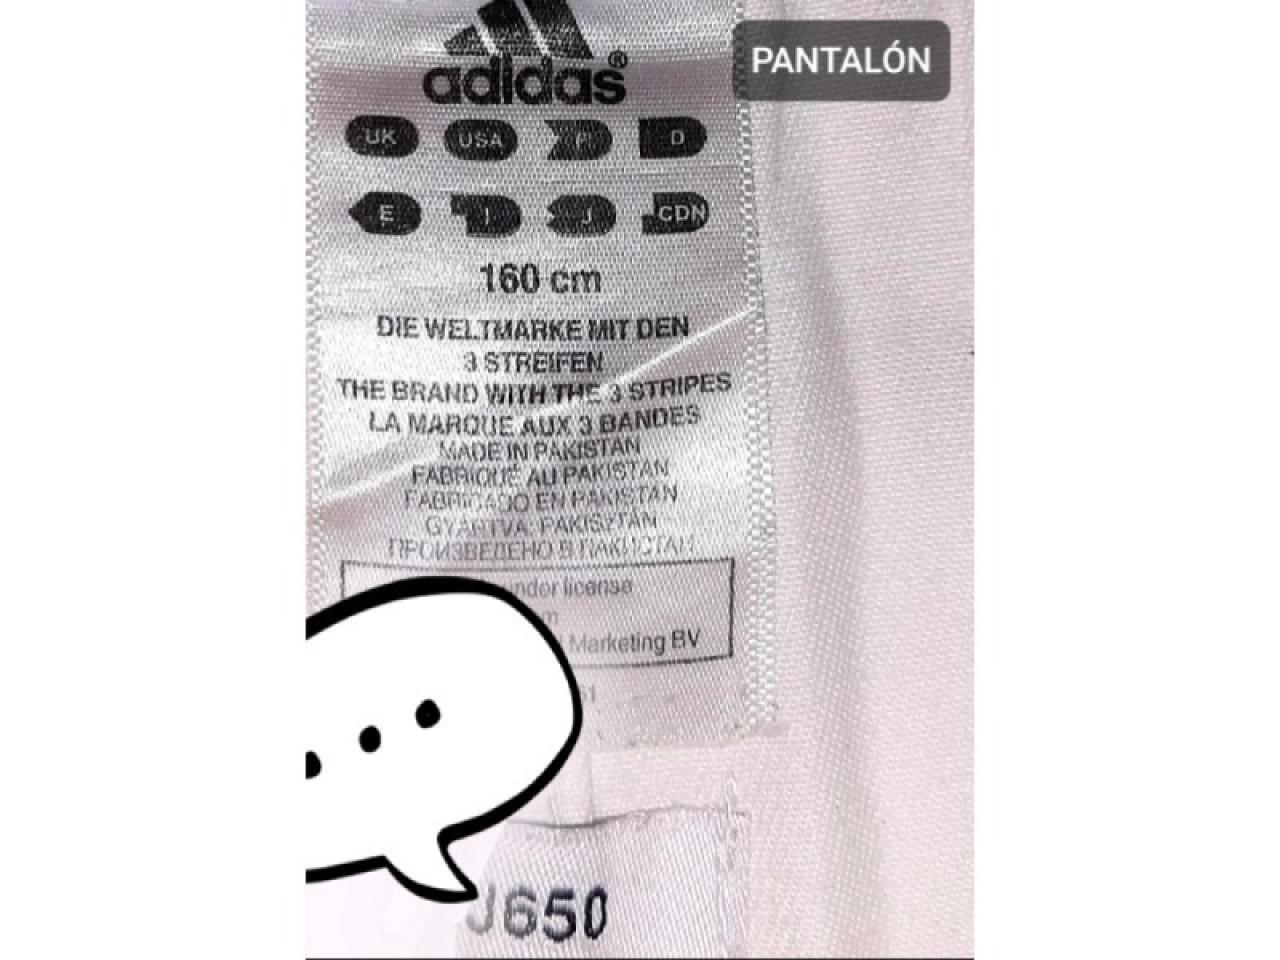 PANTALÓN
adidas®
UK USA F D
E I J CDN
160 cm
DIE WELTMARKE MIT DEN
3 STREIFEN
THE BRAND WITH THE 3 STRIPES
LA MARQUE AUX 3 BANDES
MADE IN PAKISTAN
FABRIQUÉ AU PAKISTAN
FABRICADO EN PAKISTAN
GYÁRTVA: PAKISZTÁN
ПРОИЗВЕДЕНО В ПАКИСТАН
under license
Marketing BV
J650